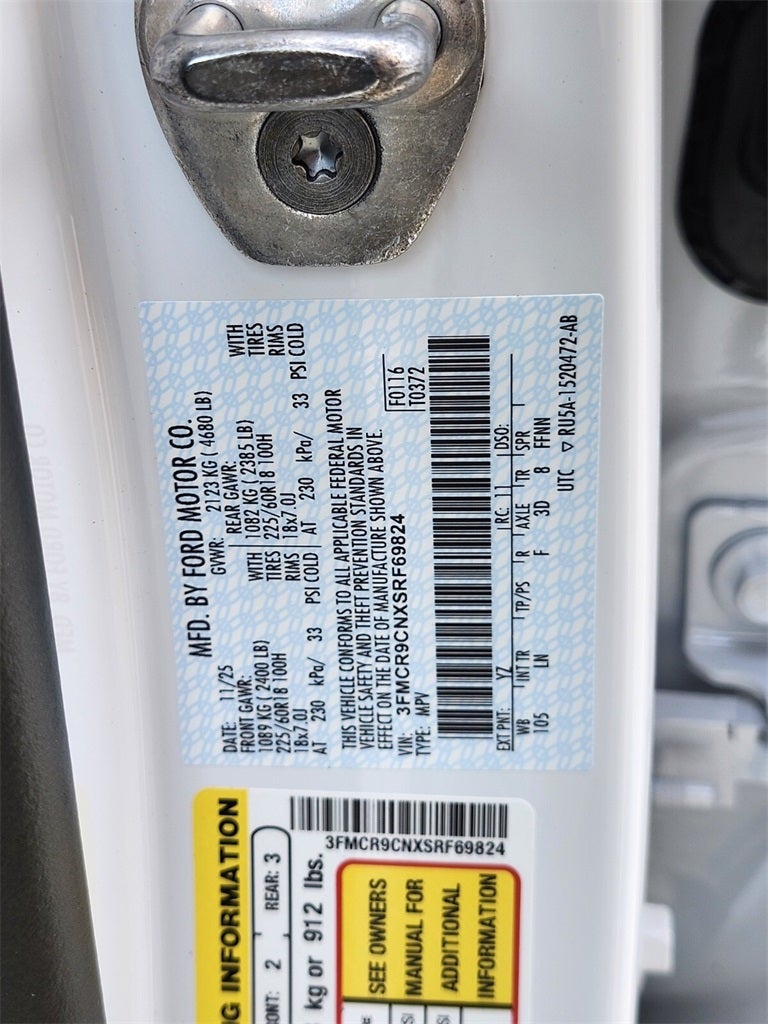 MFD. BY FORD MOTOR CO.
DATE: 11/25 GVWR: 2123 KG ( 4680 LB)
FRONT GAWR: REAR GAWR:
1089 KG ( 2400 LB) WITH 1082 KG ( 2385 LB) WITH
225/60R18 100H TIRES 225/60R18 100H TIRES
18x7.0J RIMS 18x7.0J RIMS
AT 230 kPa/ 33 PSI COLD AT 230 kPa/ 33 PSI COLD
THIS VEHICLE CONFORMS TO ALL APPLICABLE FEDERAL MOTOR
VEHICLE SAFETY AND THEFT PREVENTION STANDARDS IN
EFFECT ON THE DATE OF MANUFACTURE SHOWN ABOVE.
VIN: 3FMCR9CNXSRF69824 F0116
TYPE: MPV T0372
EXT PNT: YZ RC: 11 DSO:
WB INT TR TP/PS R AXLE TR SPR
105 LN F 3D 8 FFNN
UTC ▽ RU5A-1520472-AB
3FMCR9CNXSRF69824
G INFORMATION
ONT: 2 REAR: 3
kg or 912 lbs.
SEE OWNERS
MANUAL FOR
ADDITIONAL
INFORMATION